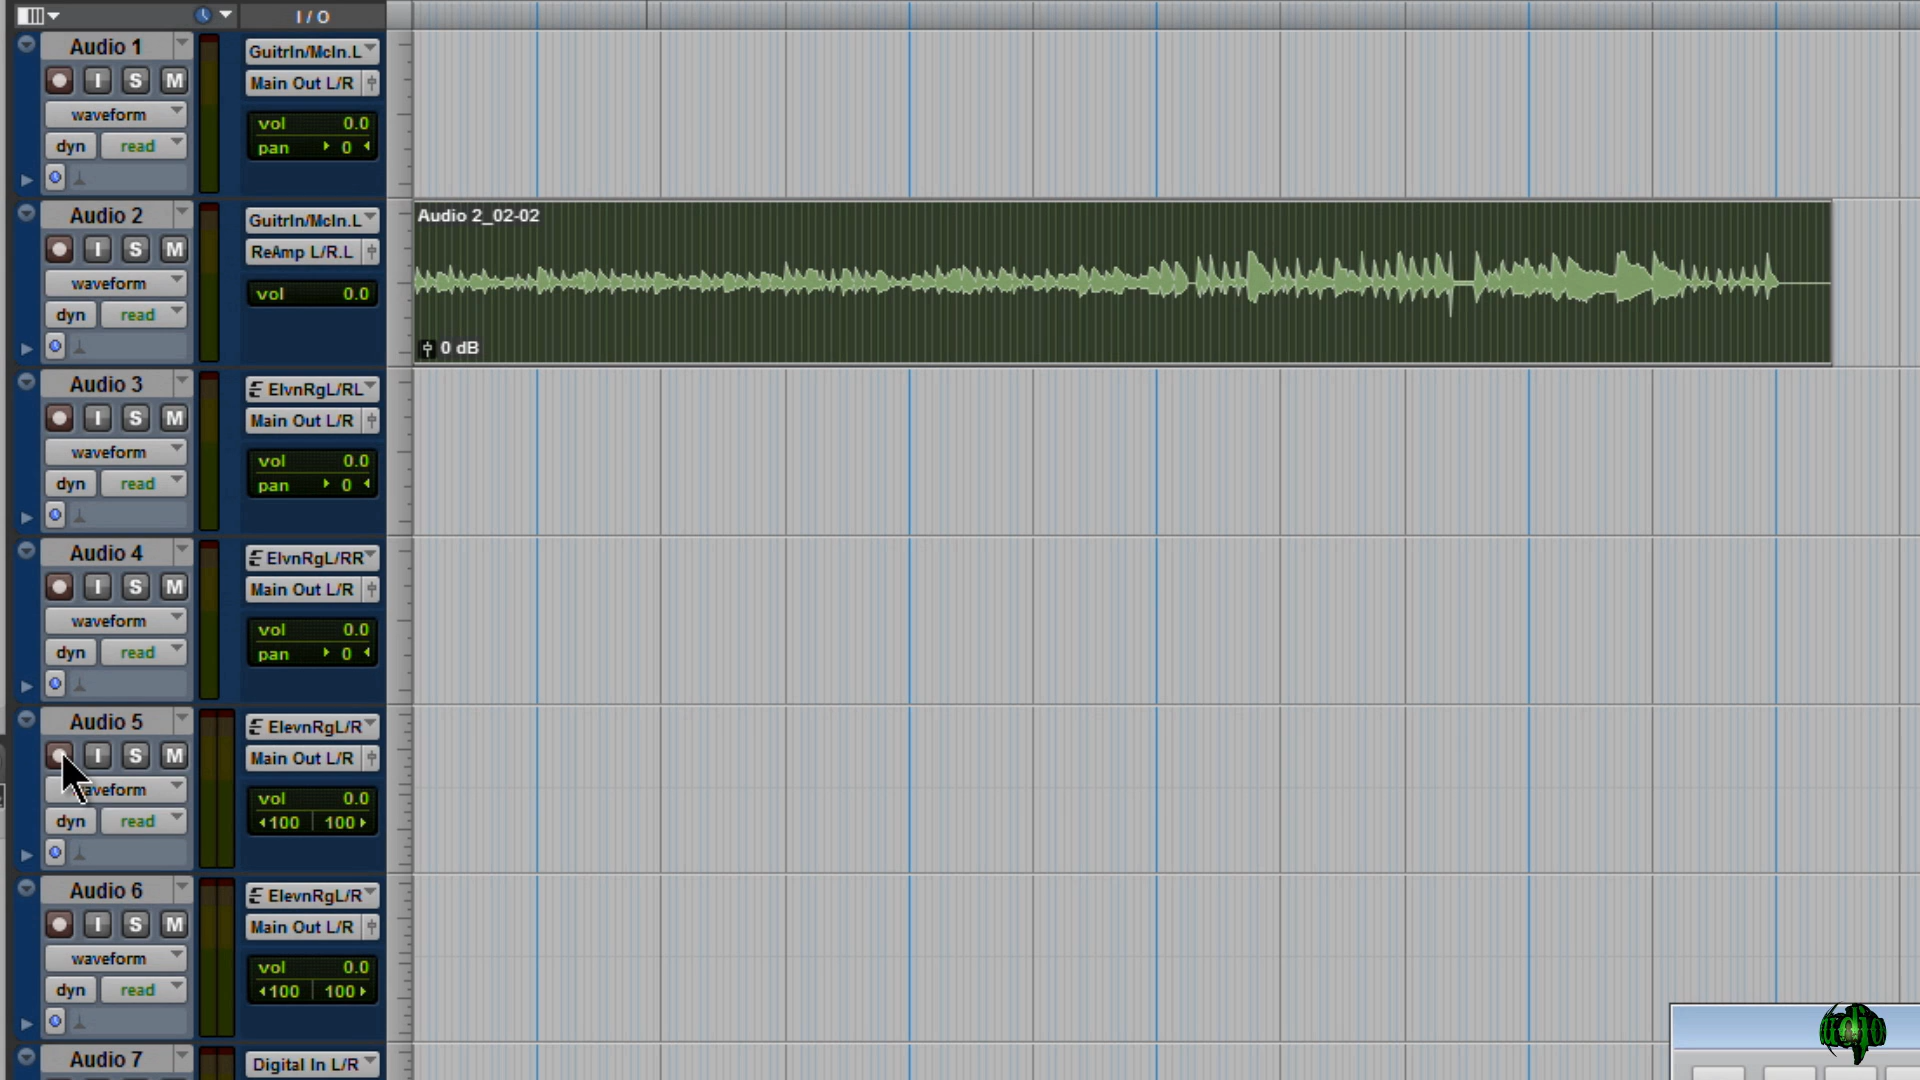 I / O
Audio 1
GuitrIn/McIn.L
I S M
Main Out L/R
waveform
vol 0.0
dyn read
pan 0
Audio 2
GuitrIn/McIn.L
I S M
ReAmp L/R.L
waveform
vol 0.0
dyn read
Audio 2_02-02
0 dB
Audio 3
ElvnRgL/RL
I S M
Main Out L/R
waveform
vol 0.0
dyn read
pan 0
Audio 4
ElvnRgL/RR
I S M
Main Out L/R
waveform
vol 0.0
dyn read
pan 0
Audio 5
ElevnRgL/R
I S M
Main Out L/R
vol 0.0
dyn read
100 100
Audio 6
ElevnRgL/R
I S M
Main Out L/R
waveform
vol 0.0
dyn read
100 100
Audio 7
Digital In L/R